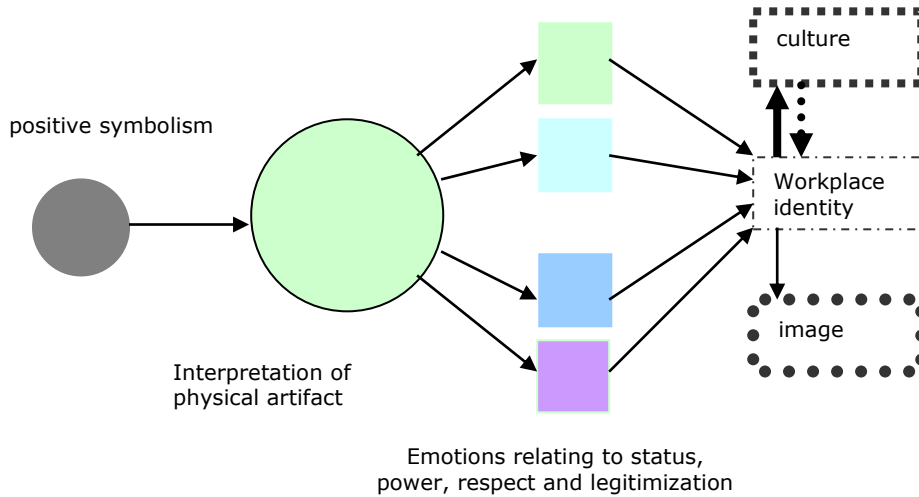 culture
positive symbolism
Workplace
identity
image
Interpretation of
physical artifact
Emotions relating to status,
power, respect and legitimization